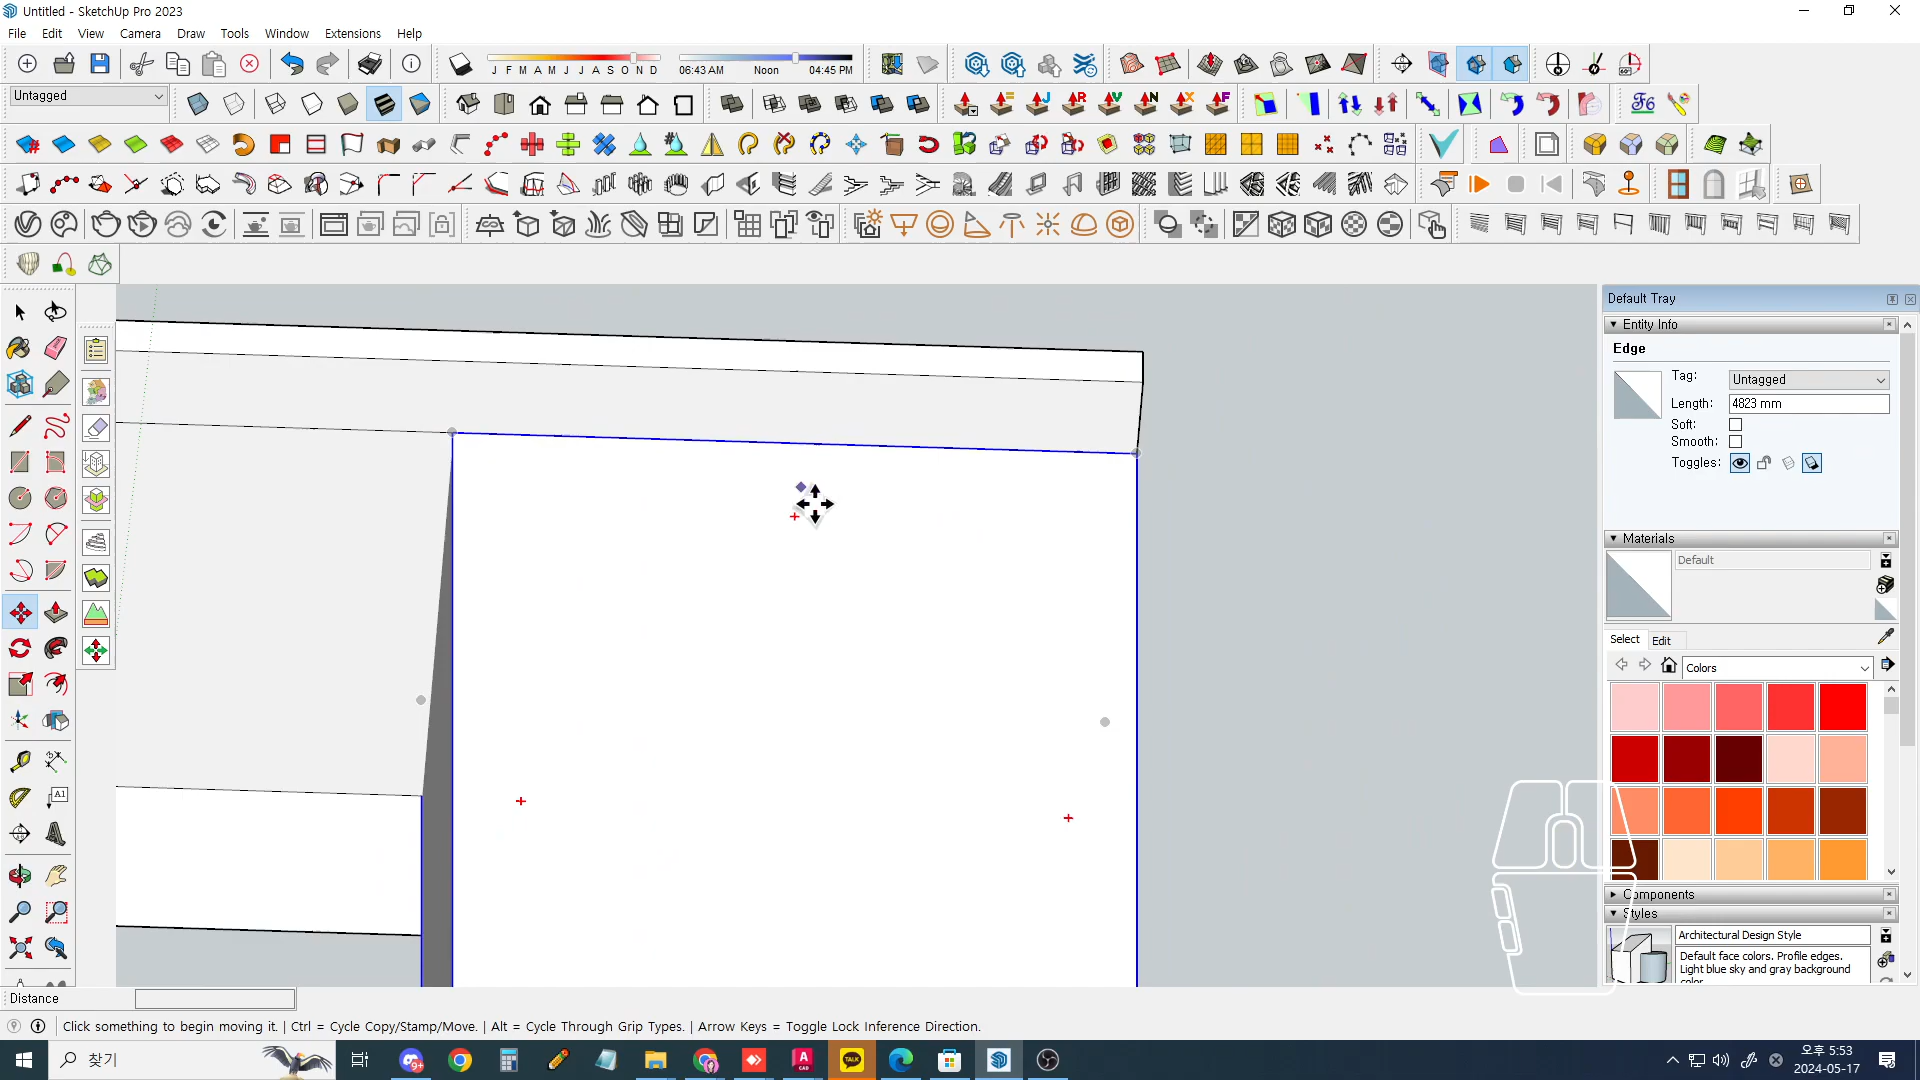 Untitled - SketchUp Pro 2023
File Edit View Camera Draw Tools Window Extensions Help
J F M A M J J A S O N D
06:43 AM Noon 04:45 PM
Untagged
Default Tray
Entity Info
Edge
Tag: Untagged
Length: 4823 mm
Soft:
Smooth:
Toggles:
Materials
Default
Select Edit
Colors
Components
Styles
Architectural Design Style
Default face colors. Profile edges.
Light blue sky and gray background
color.
Distance
Click something to begin moving it. | Ctrl = Cycle Copy/Stamp/Move. | Alt = Cycle Through Grip Types. | Arrow Keys = Toggle Lock Inference Direction.
찾기
오후 5:53
2024-05-17